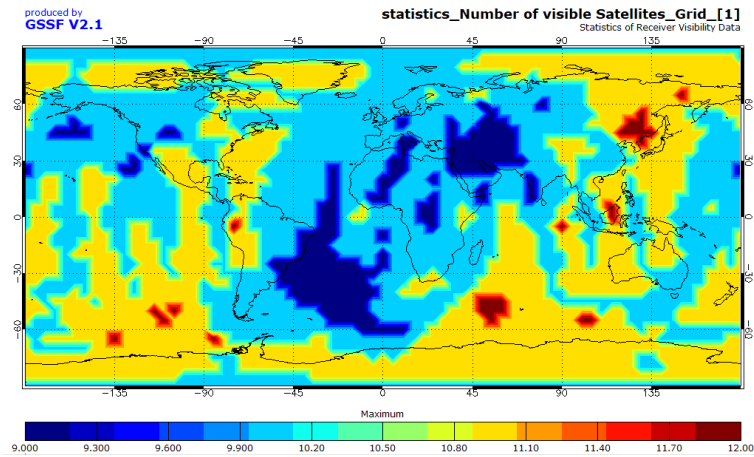 produced by
GSSF V2.1
statistics_Number of visible Satellites_Grid_[1]
Statistics of Receiver Visibility Data
-135 -90 -45 0 45 90 135
60 60
30 30
0 0
-30 -30
-60 -60
-135 -90 -45 0 45 90 135
Maximum
9.000 9.300 9.600 9.900 10.20 10.50 10.80 11.10 11.40 11.70 12.00